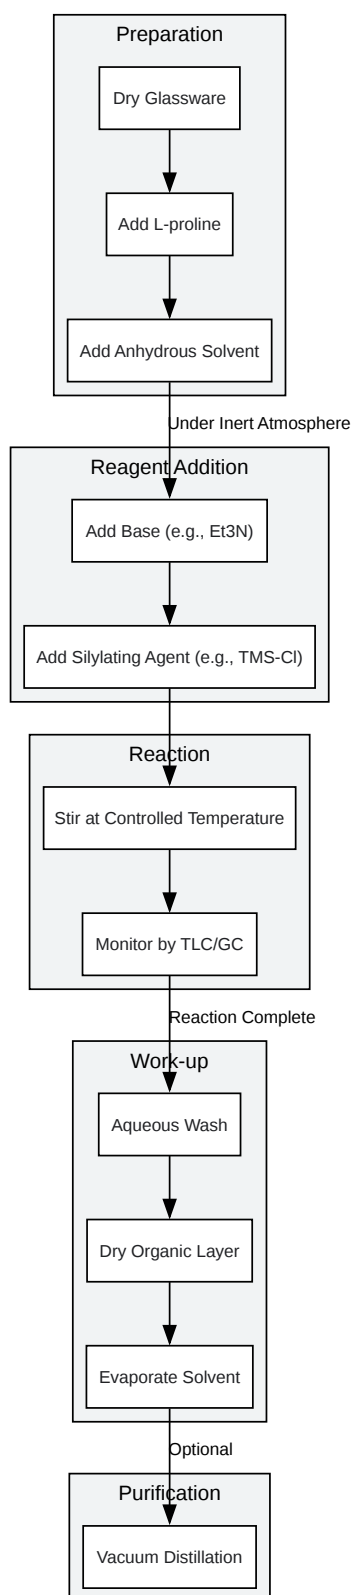 Preparation
Dry Glassware
Add L-proline
Add Anhydrous Solvent
Under Inert Atmosphere
Reagent Addition
Add Base (e.g., Et3N)
Add Silylating Agent (e.g., TMS-Cl)
Reaction
Stir at Controlled Temperature
Monitor by TLC/GC
Reaction Complete
Work-up
Aqueous Wash
Dry Organic Layer
Evaporate Solvent
Optional
Purification
Vacuum Distillation